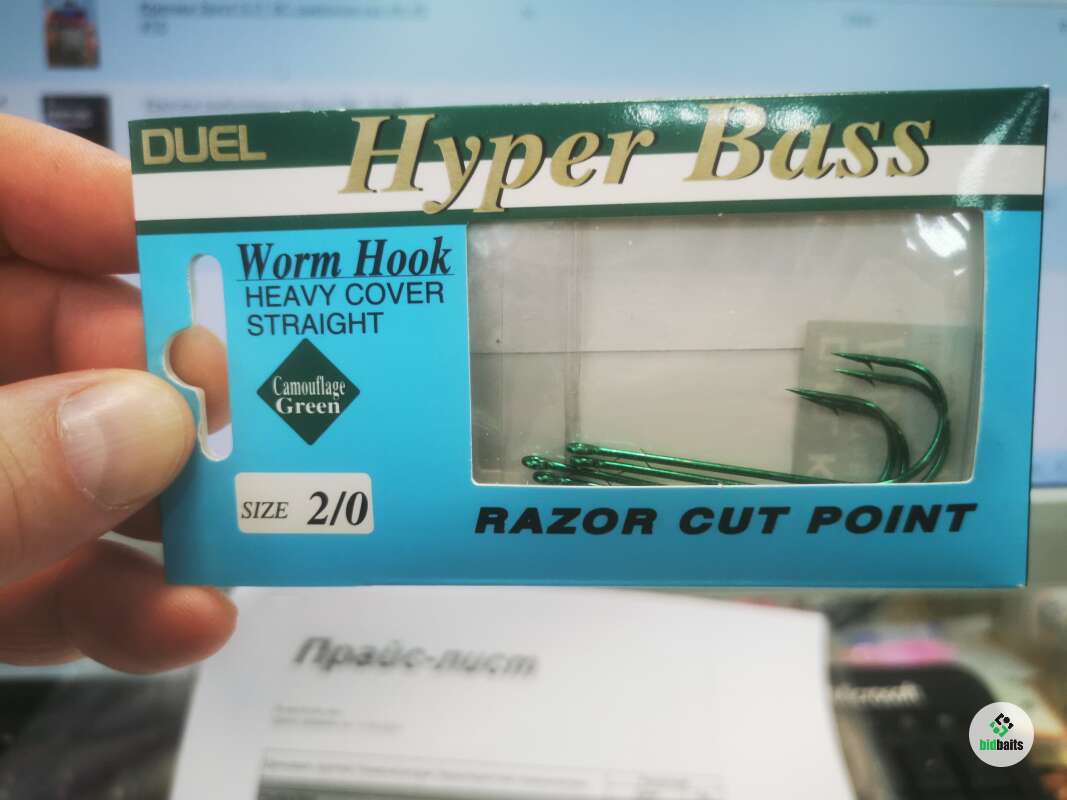 DUEL
Hyper Bass
Worm Hook
HEAVY COVER
STRAIGHT
Camouflage
Green
SIZE 2/0
RAZOR CUT POINT
Прайс-лист
Microsoft
bidbaits